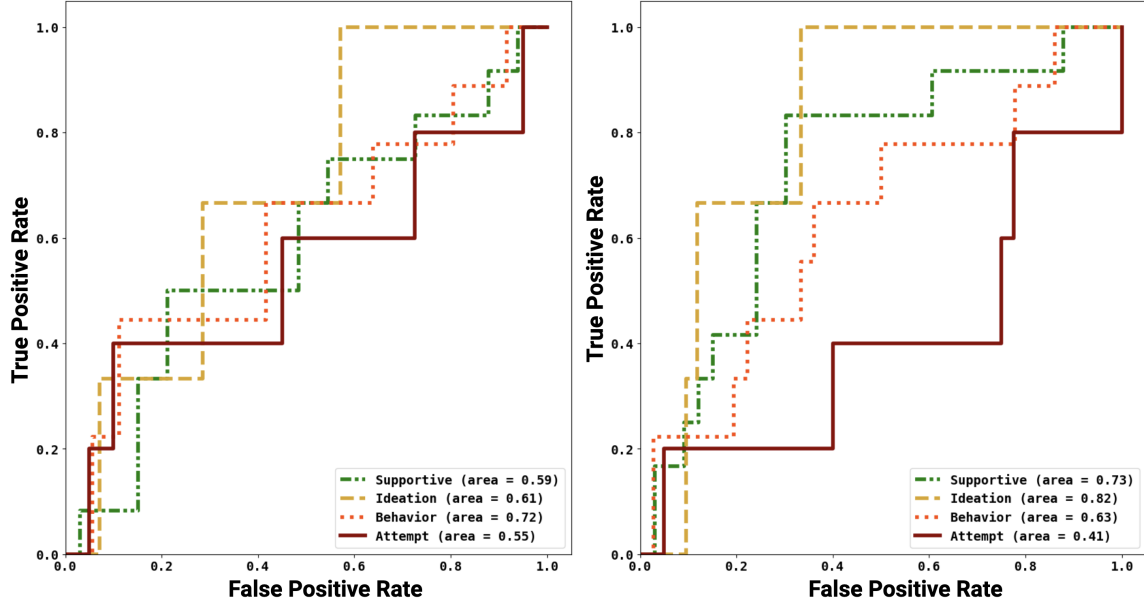 True Positive Rate
1.0
0.8
0.6
0.4
0.2
0.0
0.0 0.2 0.4 0.6 0.8 1.0
False Positive Rate
Supportive (area = 0.59)
Ideation (area = 0.61)
Behavior (area = 0.72)
Attempt (area = 0.55)
True Positive Rate
1.0
0.8
0.6
0.4
0.2
0.0
0.0 0.2 0.4 0.6 0.8 1.0
False Positive Rate
Supportive (area = 0.73)
Ideation (area = 0.82)
Behavior (area = 0.63)
Attempt (area = 0.41)